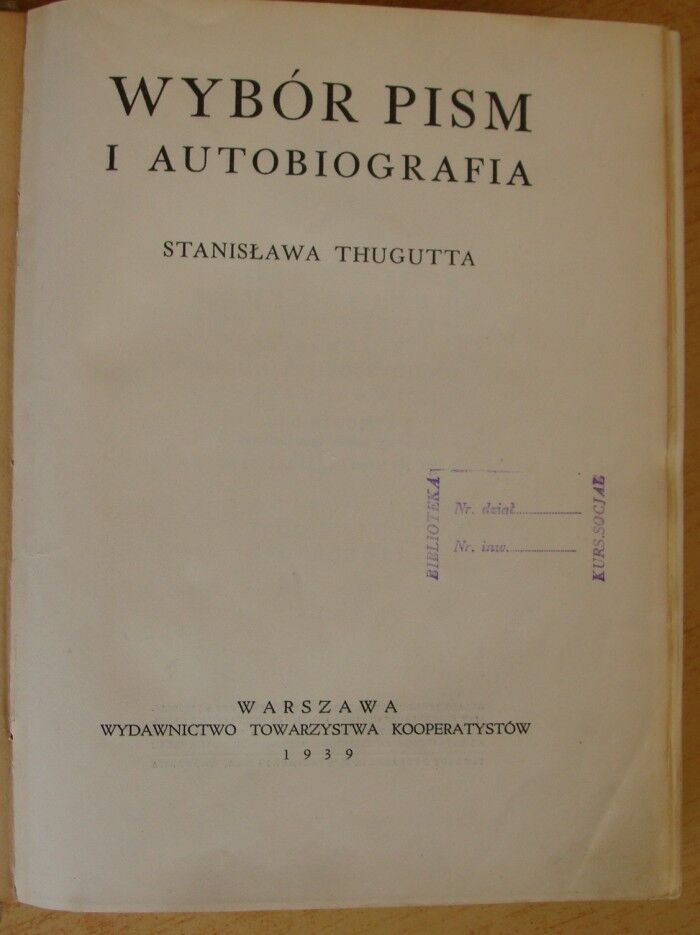 WYBÓR PISM
I AUTOBIOGRAFIA
STANISŁAWA THUGUTTA
BIBLIOTEKA
Nr. dział
Nr. inw.
KURS.SOCJAL
WARSZAWA
WYDAWNICTWO TOWARZYSTWA KOOPERATYSTÓW
1939